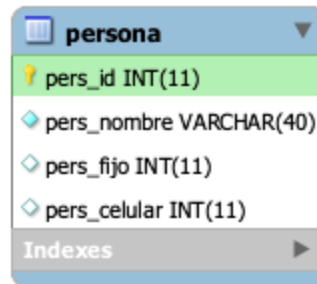 persona
pers_id INT(11)
pers_nombre VARCHAR(40)
pers_fijo INT(11)
pers_celular INT(11)
Indexes